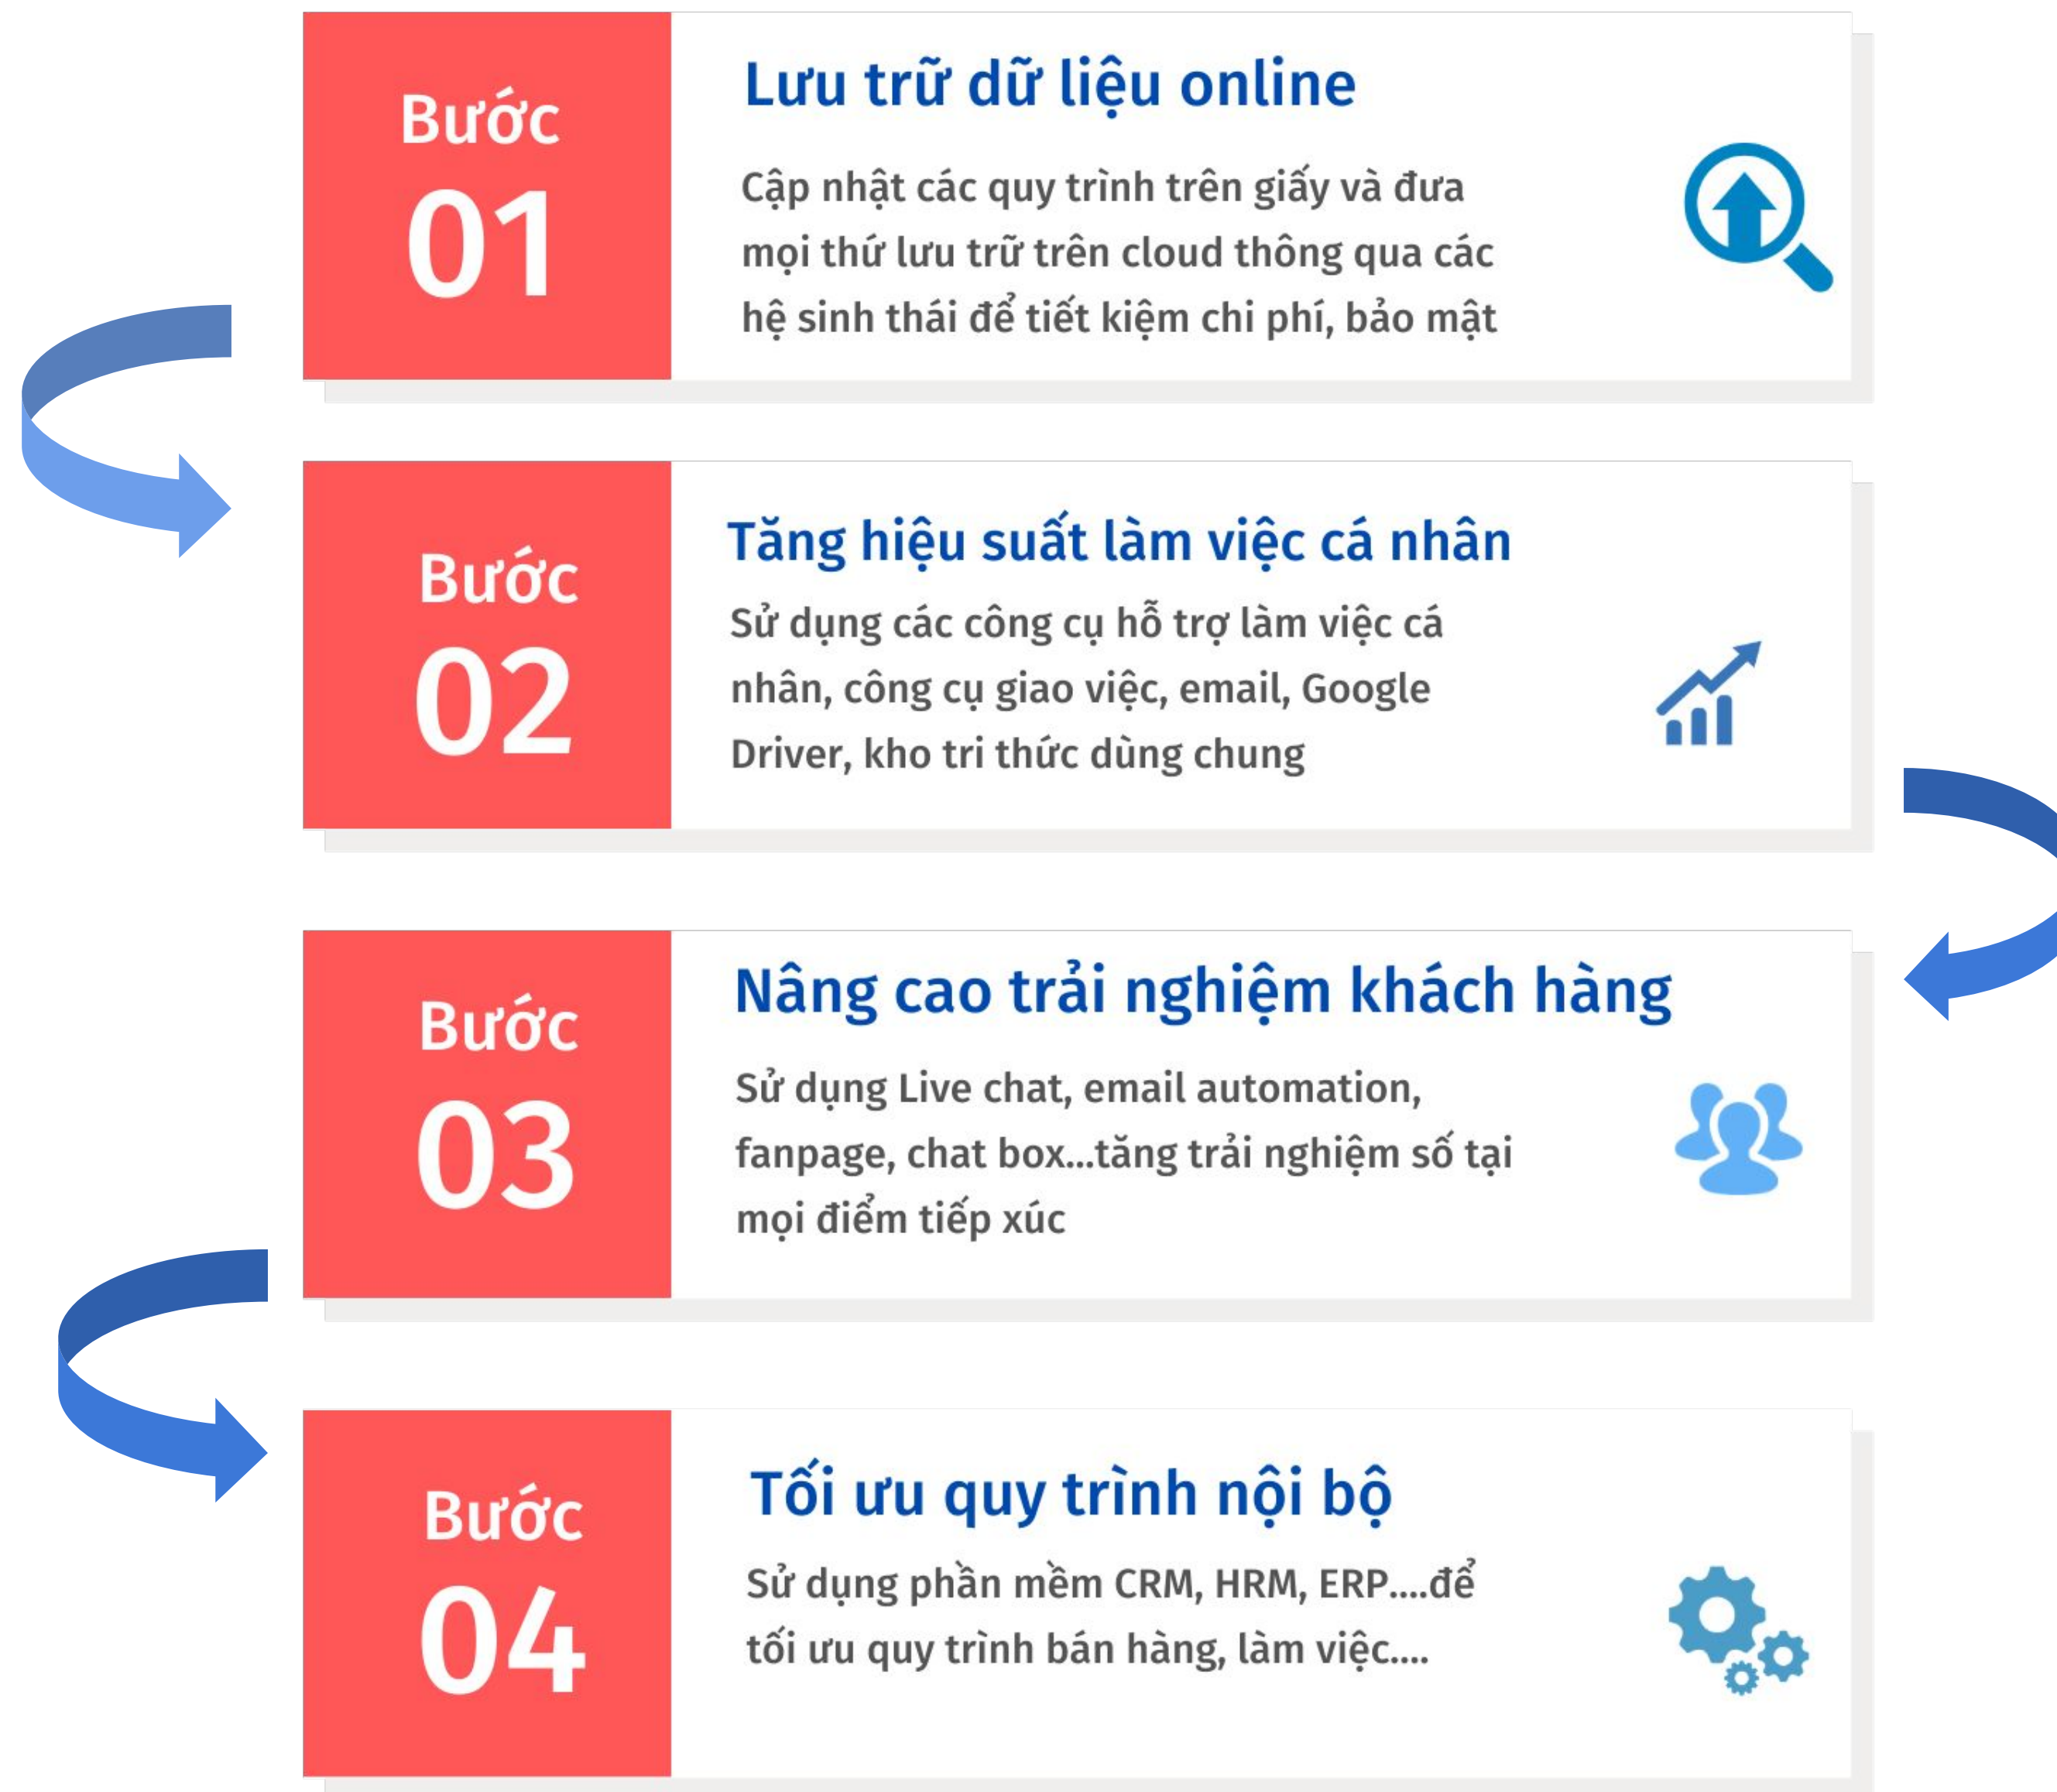 Bước
01
Lưu trữ dữ liệu online
Cập nhật các quy trình trên giấy và đưa
mọi thứ lưu trữ trên cloud thông qua các
hệ sinh thái để tiết kiệm chi phí, bảo mật
Bước
02
Tăng hiệu suất làm việc cá nhân
Sử dụng các công cụ hỗ trợ làm việc cá
nhân, công cụ giao việc, email, Google
Driver, kho tri thức dùng chung
Bước
03
Nâng cao trải nghiệm khách hàng
Sử dụng Live chat, email automation,
fanpage, chat box...tăng trải nghiệm số tại
mọi điểm tiếp xúc
Bước
04
Tối ưu quy trình nội bộ
Sử dụng phần mềm CRM, HRM, ERP....để
tối ưu quy trình bán hàng, làm việc....